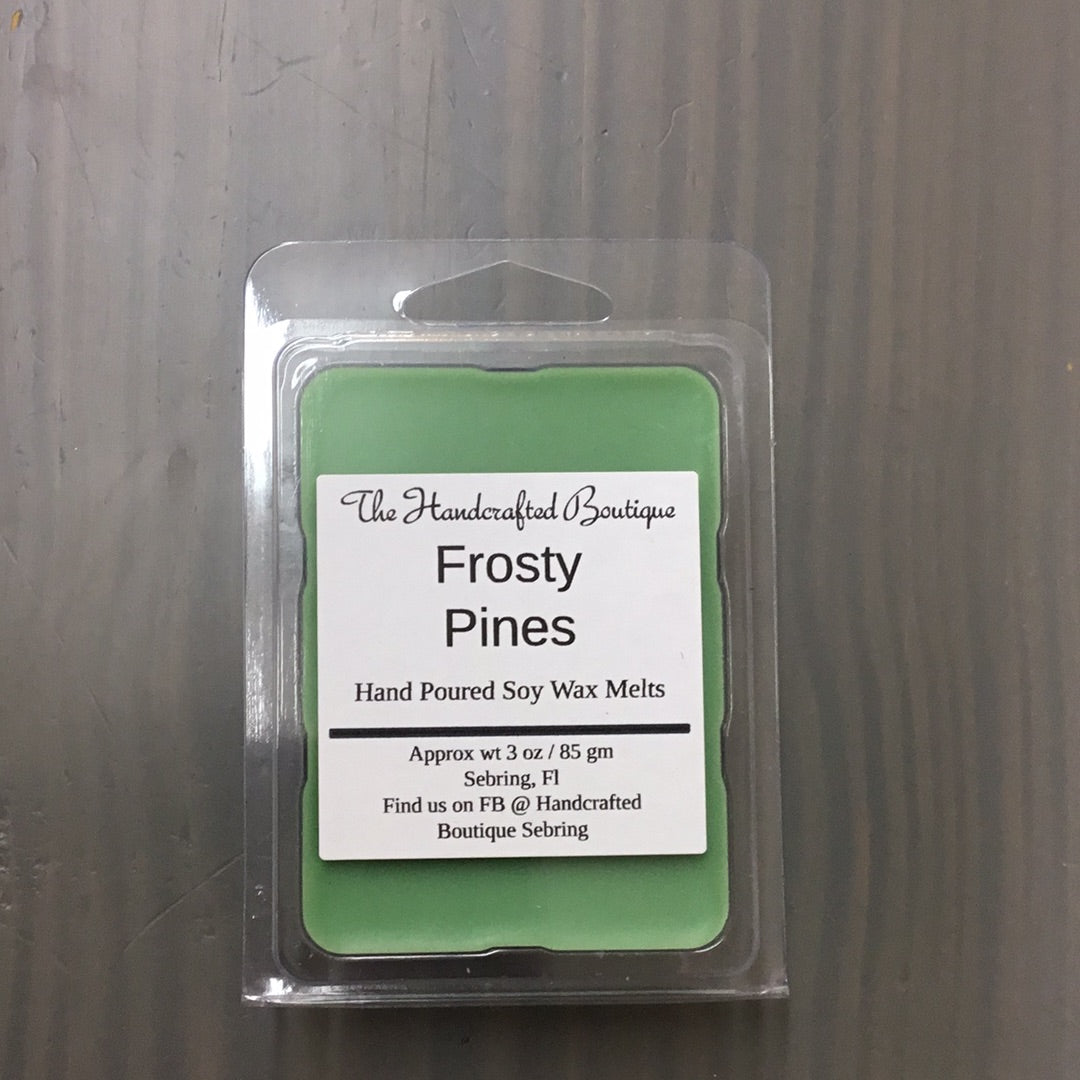 The Handcrafted Boutique
Frosty
Pines
Hand Poured Soy Wax Melts
Approx wt 3 oz / 85 gm
Sebring, Fl
Find us on FB @ Handcrafted
Boutique Sebring